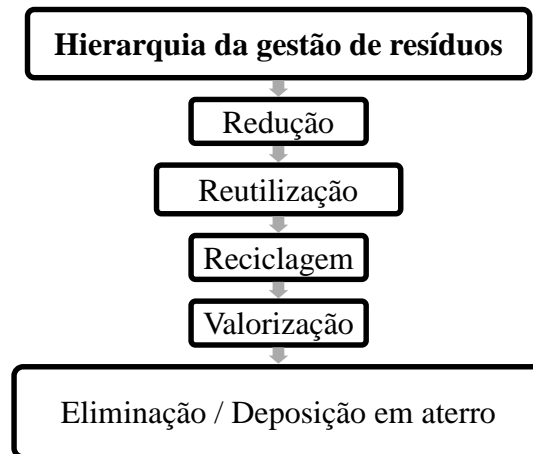 Hierarquia da gestão de resíduos
Redução
Reutilização
Reciclagem
Valorização
Eliminação / Deposição em aterro